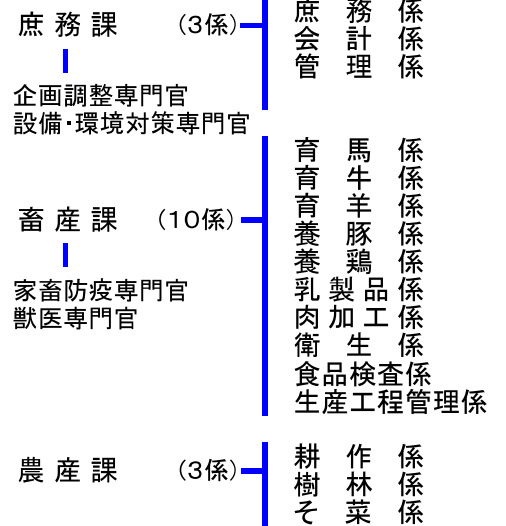 庶務課 (3係)
企画調整専門官
設備・環境対策専門官
庶務係
会計係
管理係
畜産課 (10係)
家畜防疫専門官
獣医専門官
育馬係
育牛係
育羊係
養豚係
養鶏係
乳製品係
肉加工係
衛生係
食品検査係
生産工程管理係
農産課 (3係)
耕作係
樹林係
そ菜係